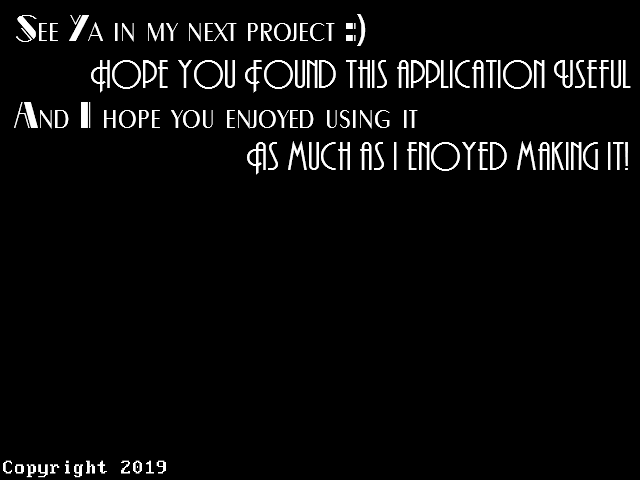 See Ya in my next project :)
Hope you Found this application Useful
And I hope you enjoyed using it
As much as I enoyed making it!
Copyright 2019